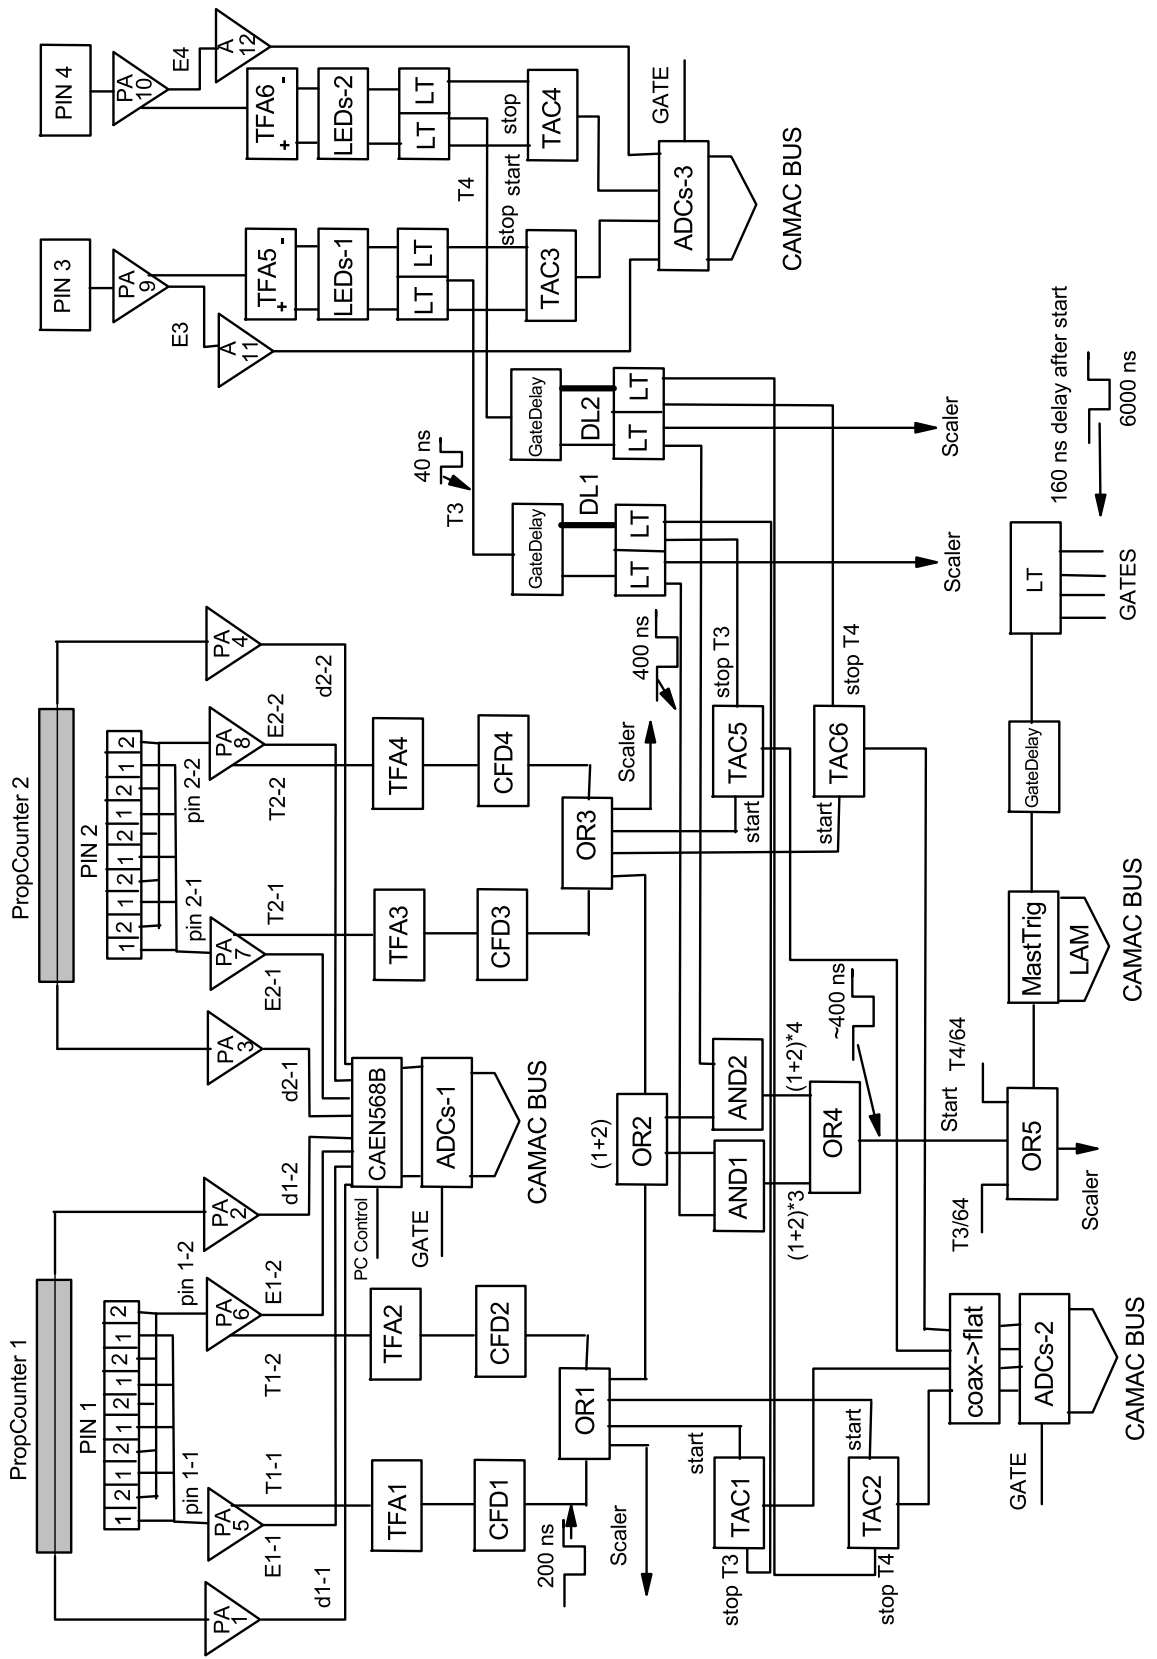 PropCounter 1
PIN 1
1 2 1 2 1 2 1 2 1 2
pin 1-1
pin 1-2
PA 1
PA 5
PA 6
PA 2
d1-1
E1-1
T1-1
T1-2
E1-2
d1-2
TFA1
TFA2
CFD1
CFD2
200 ns
OR1
Scaler
start
start
TAC1
TAC2
stop T3
stop T4
PropCounter 2
PIN 2
1 2 1 2 1 2 1 2 1 2
pin 2-1
pin 2-2
PA 3
PA 7
PA 8
PA 4
d2-1
E2-1
T2-1
T2-2
E2-2
d2-2
CAEN568B
PC Control
ADCs-1
GATE
CAMAC BUS
TFA3
TFA4
CFD3
CFD4
OR3
Scaler
400 ns
start
start
TAC5
TAC6
stop T3
stop T4
(1+2)
OR2
AND1
AND2
(1+2)*3
(1+2)*4
OR4
~400 ns
Start
T3/64
T4/64
OR5
Scaler
coax->flat
ADCs-2
GATE
CAMAC BUS
MastTrig
LAM
CAMAC BUS
GateDelay
LT
GATES
160 ns delay after start
6000 ns
PIN 3
PA 9
E3
A 11
TFA5
+ -
LEDs-1
LT LT
TAC3
start
stop
T3
40 ns
GateDelay
DL1
LT LT
Scaler
PIN 4
PA 10
E4
A 12
TFA6
+ -
LEDs-2
LT LT
TAC4
stop
T4
GateDelay
DL2
LT LT
Scaler
ADCs-3
GATE
CAMAC BUS